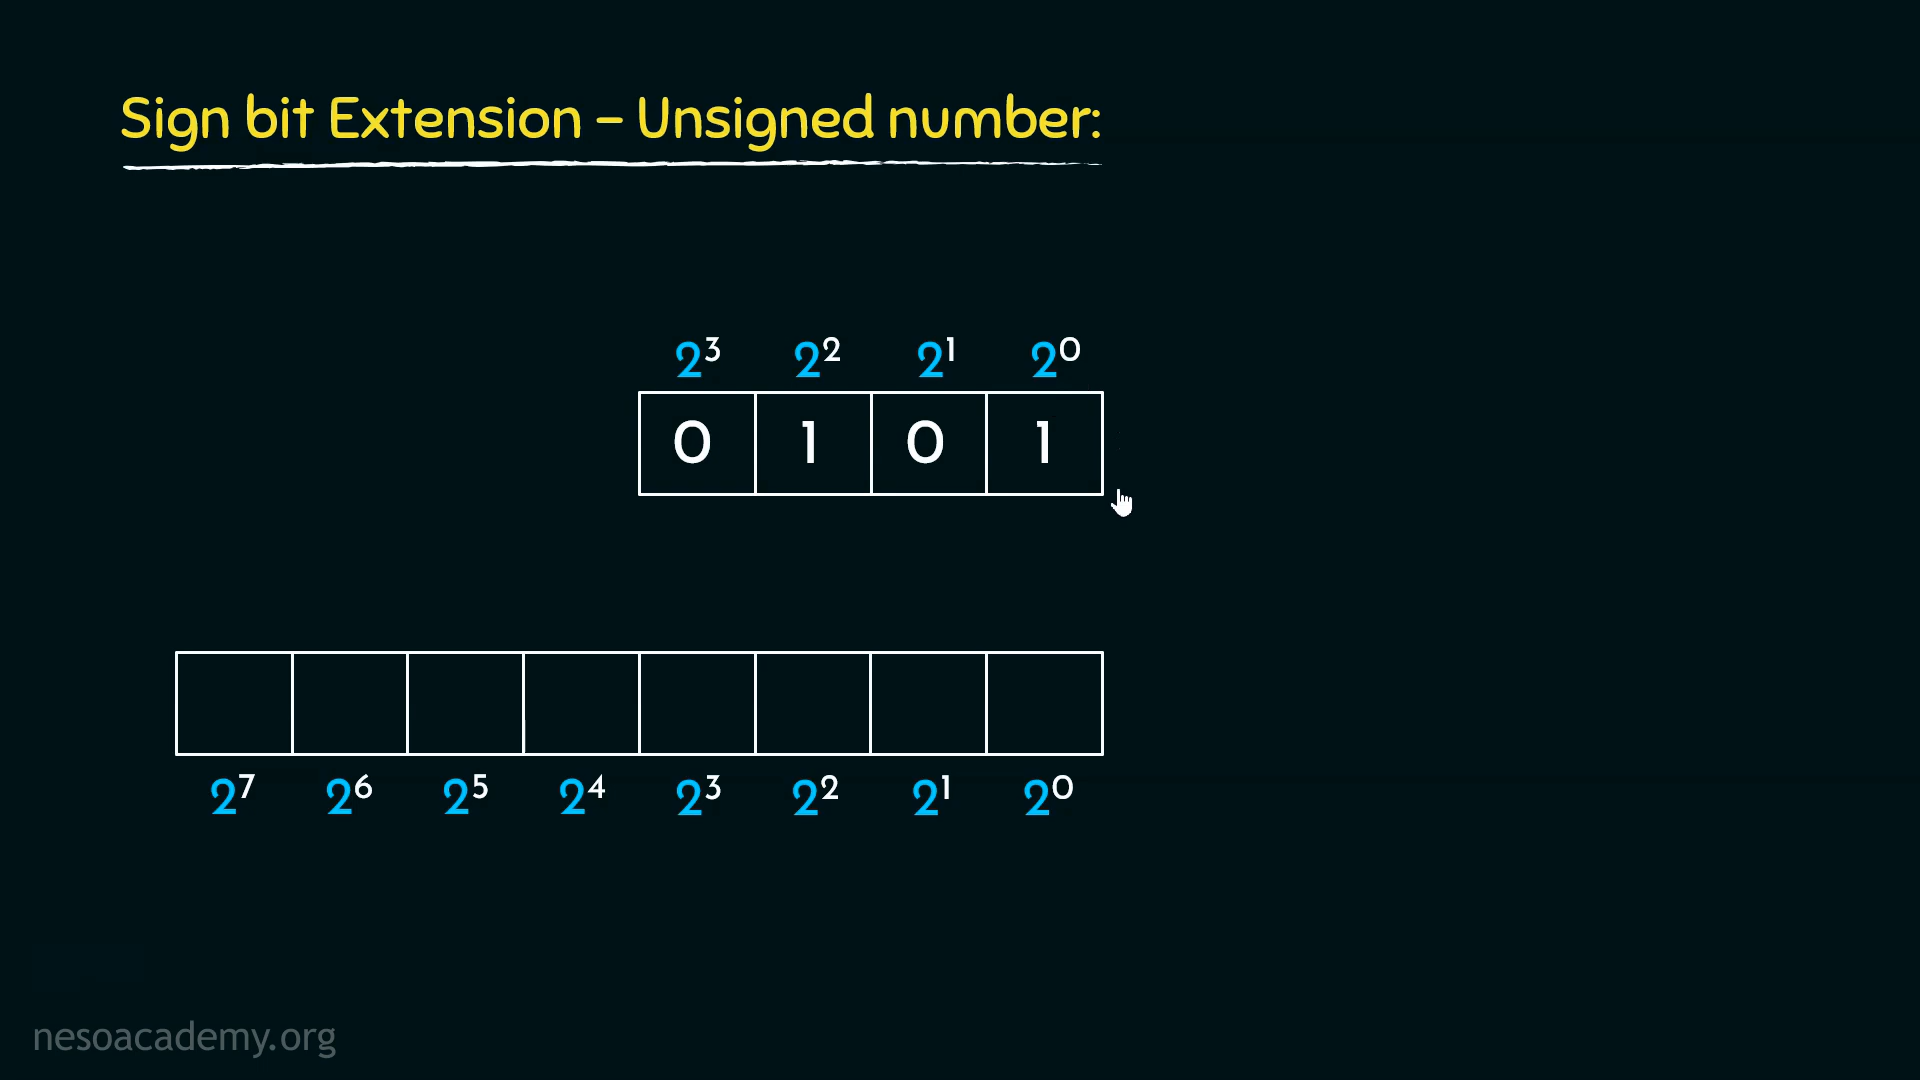 Sign bit Extension – Unsigned number:
2³ 2² 2¹ 2⁰
0 1 0 1
2⁷ 2⁶ 2⁵ 2⁴ 2³ 2² 2¹ 2⁰
nesoacademy.org